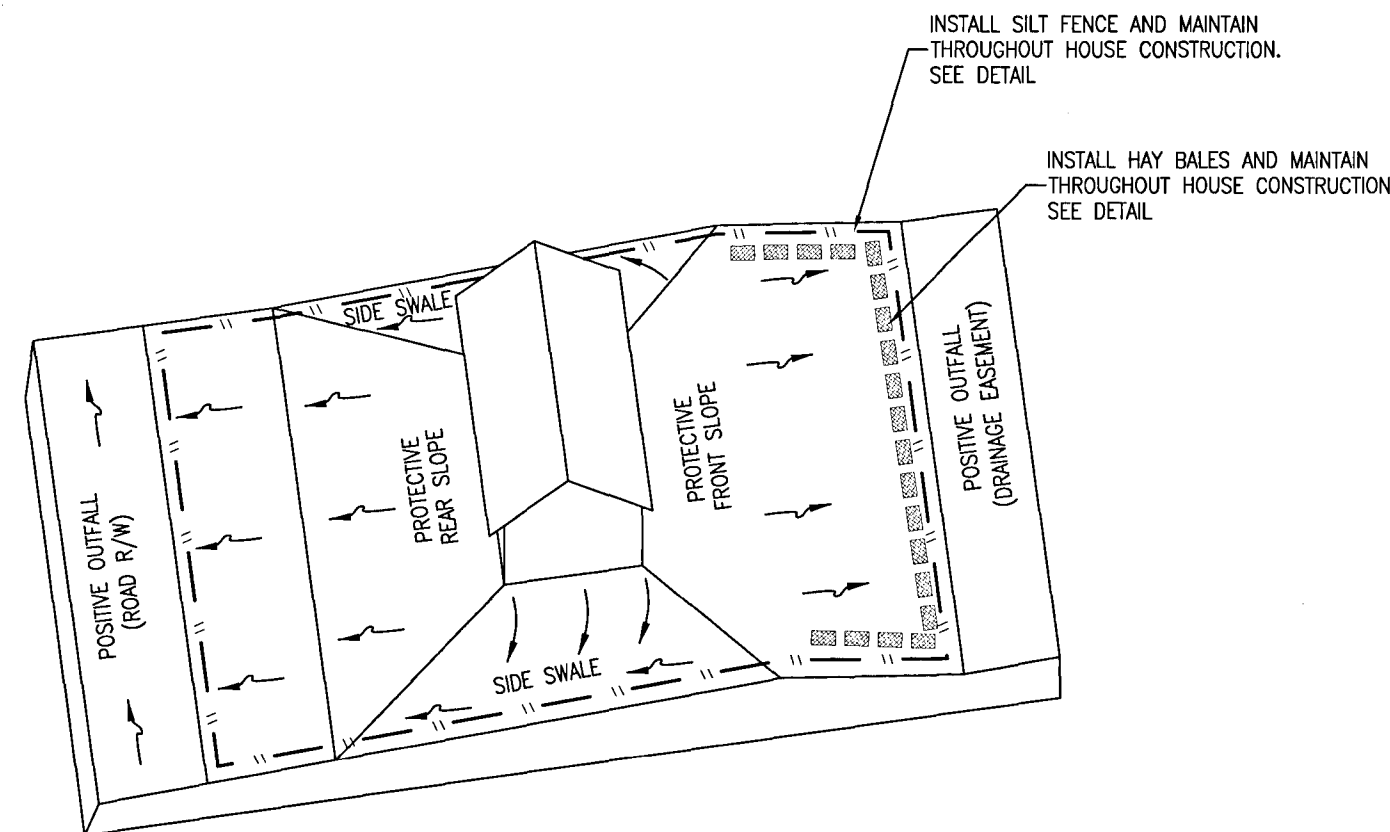 INSTALL SILT FENCE AND MAINTAIN
THROUGHOUT HOUSE CONSTRUCTION.
SEE DETAIL
INSTALL HAY BALES AND MAINTAIN
THROUGHOUT HOUSE CONSTRUCTION
SEE DETAIL
SIDE SWALE
POSITIVE OUTFALL
(ROAD R/W)
PROTECTIVE
REAR SLOPE
PROTECTIVE
FRONT SLOPE
POSITIVE OUTFALL
(DRAINAGE EASEMENT)
SIDE SWALE